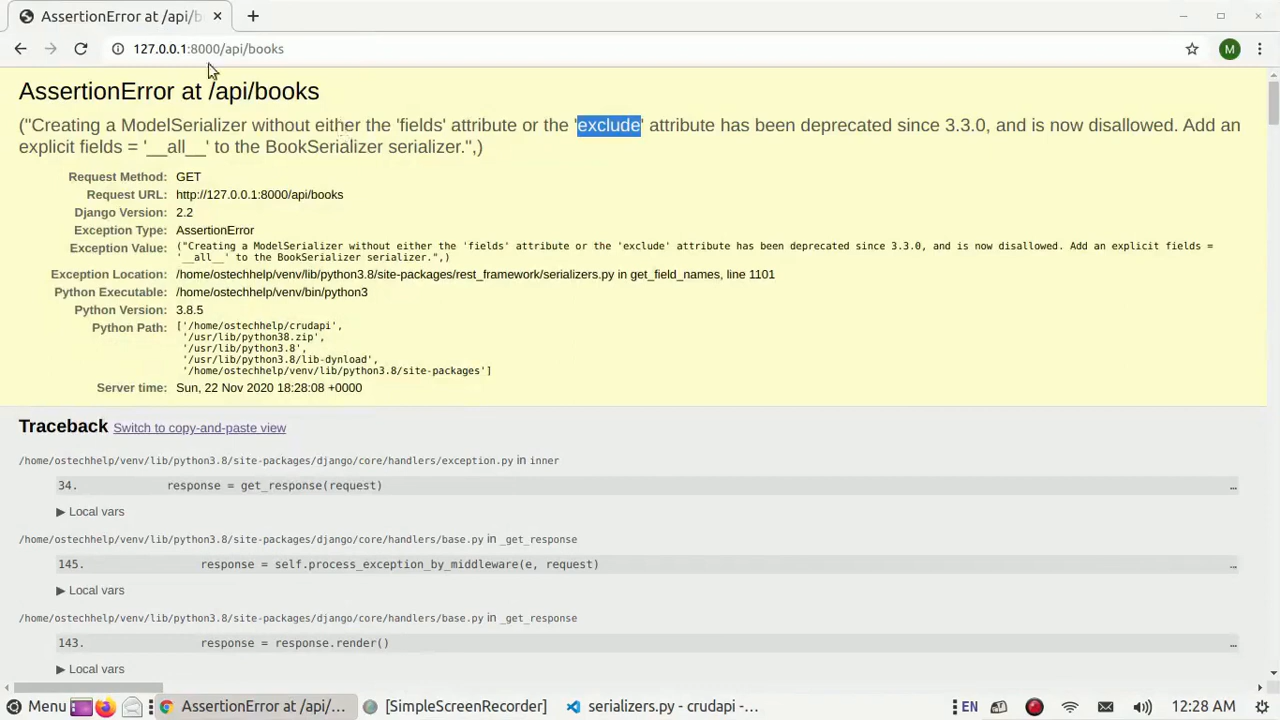 AssertionError at /api/b
127.0.0.1:8000/api/books
M
AssertionError at /api/books
("Creating a ModelSerializer without either the 'fields' attribute or the 'exclude' attribute has been deprecated since 3.3.0, and is now disallowed. Add an
explicit fields = '__all__' to the BookSerializer serializer.",)
Request Method: GET
Request URL: http://127.0.0.1:8000/api/books
Django Version: 2.2
Exception Type: AssertionError
Exception Value: ("Creating a ModelSerializer without either the 'fields' attribute or the 'exclude' attribute has been deprecated since 3.3.0, and is now disallowed. Add an explicit fields =
'__all__' to the BookSerializer serializer.",)
Exception Location: /home/ostechhelp/venv/lib/python3.8/site-packages/rest_framework/serializers.py in get_field_names, line 1101
Python Executable: /home/ostechhelp/venv/bin/python3
Python Version: 3.8.5
Python Path: ['/home/ostechhelp/crudapi',
'/usr/lib/python38.zip',
'/usr/lib/python3.8',
'/usr/lib/python3.8/lib-dynload',
'/home/ostechhelp/venv/lib/python3.8/site-packages']
Server time: Sun, 22 Nov 2020 18:28:08 +0000
Traceback Switch to copy-and-paste view
/home/ostechhelp/venv/lib/python3.8/site-packages/django/core/handlers/exception.py in inner
34. response = get_response(request) …
▶ Local vars
/home/ostechhelp/venv/lib/python3.8/site-packages/django/core/handlers/base.py in _get_response
145. response = self.process_exception_by_middleware(e, request) …
▶ Local vars
/home/ostechhelp/venv/lib/python3.8/site-packages/django/core/handlers/base.py in _get_response
143. response = response.render() …
▶ Local vars
Menu AssertionError at /api/... [SimpleScreenRecorder] serializers.py - crudapi -... EN 12:28 AM